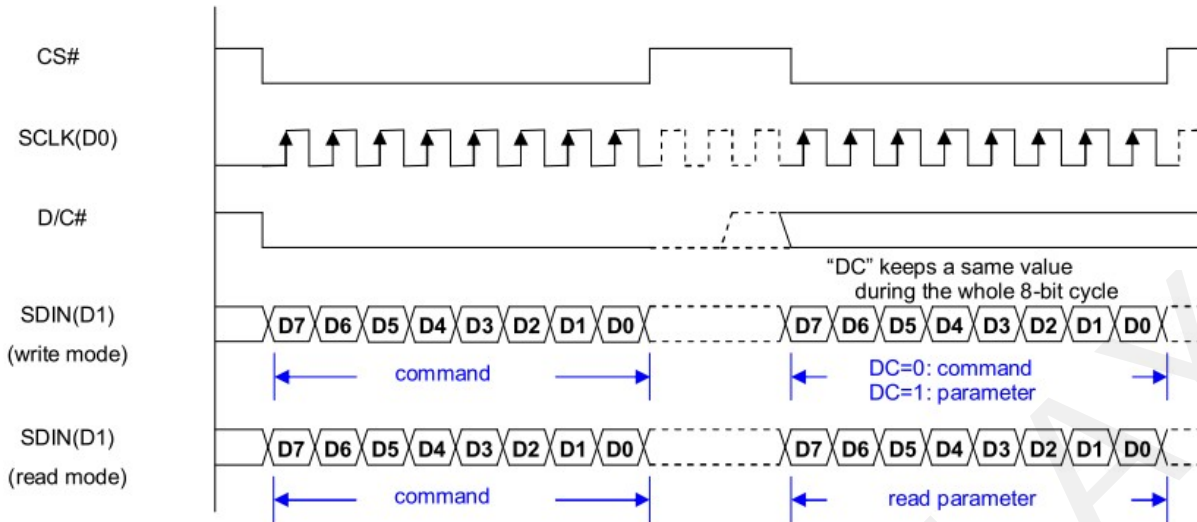 CS#
SCLK(D0)
D/C#
“DC” keeps a same value
during the whole 8-bit cycle
SDIN(D1)
(write mode)
D7 D6 D5 D4 D3 D2 D1 D0
D7 D6 D5 D4 D3 D2 D1 D0
command
DC=0: command
DC=1: parameter
SDIN(D1)
(read mode)
D7 D6 D5 D4 D3 D2 D1 D0
D7 D6 D5 D4 D3 D2 D1 D0
command
read parameter